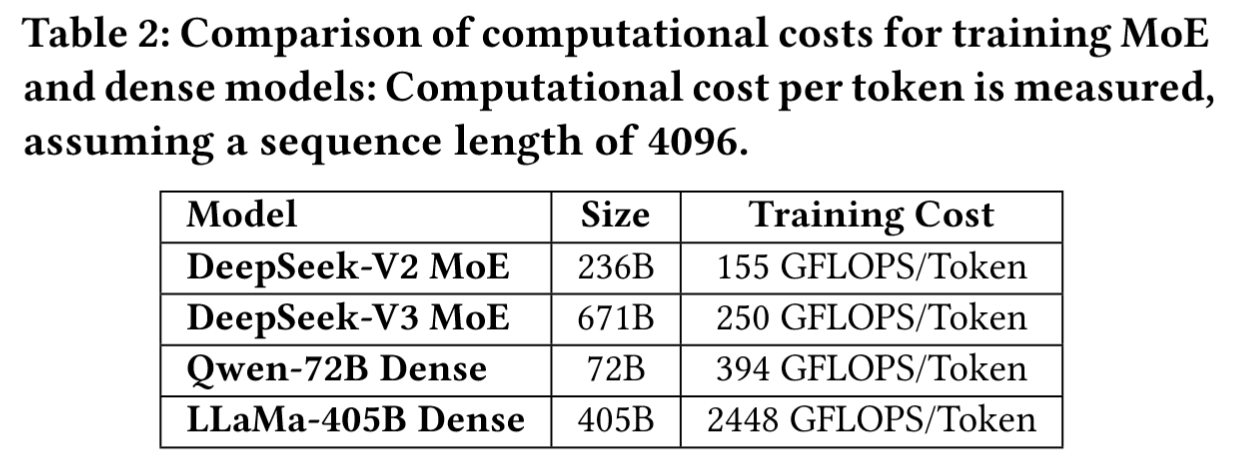 Table 2: Comparison of computational costs for training MoE
and dense models: Computational cost per token is measured,
assuming a sequence length of 4096.
Model Size Training Cost
DeepSeek-V2 MoE 236B 155 GFLOPS/Token
DeepSeek-V3 MoE 671B 250 GFLOPS/Token
Qwen-72B Dense 72B 394 GFLOPS/Token
LLaMa-405B Dense 405B 2448 GFLOPS/Token